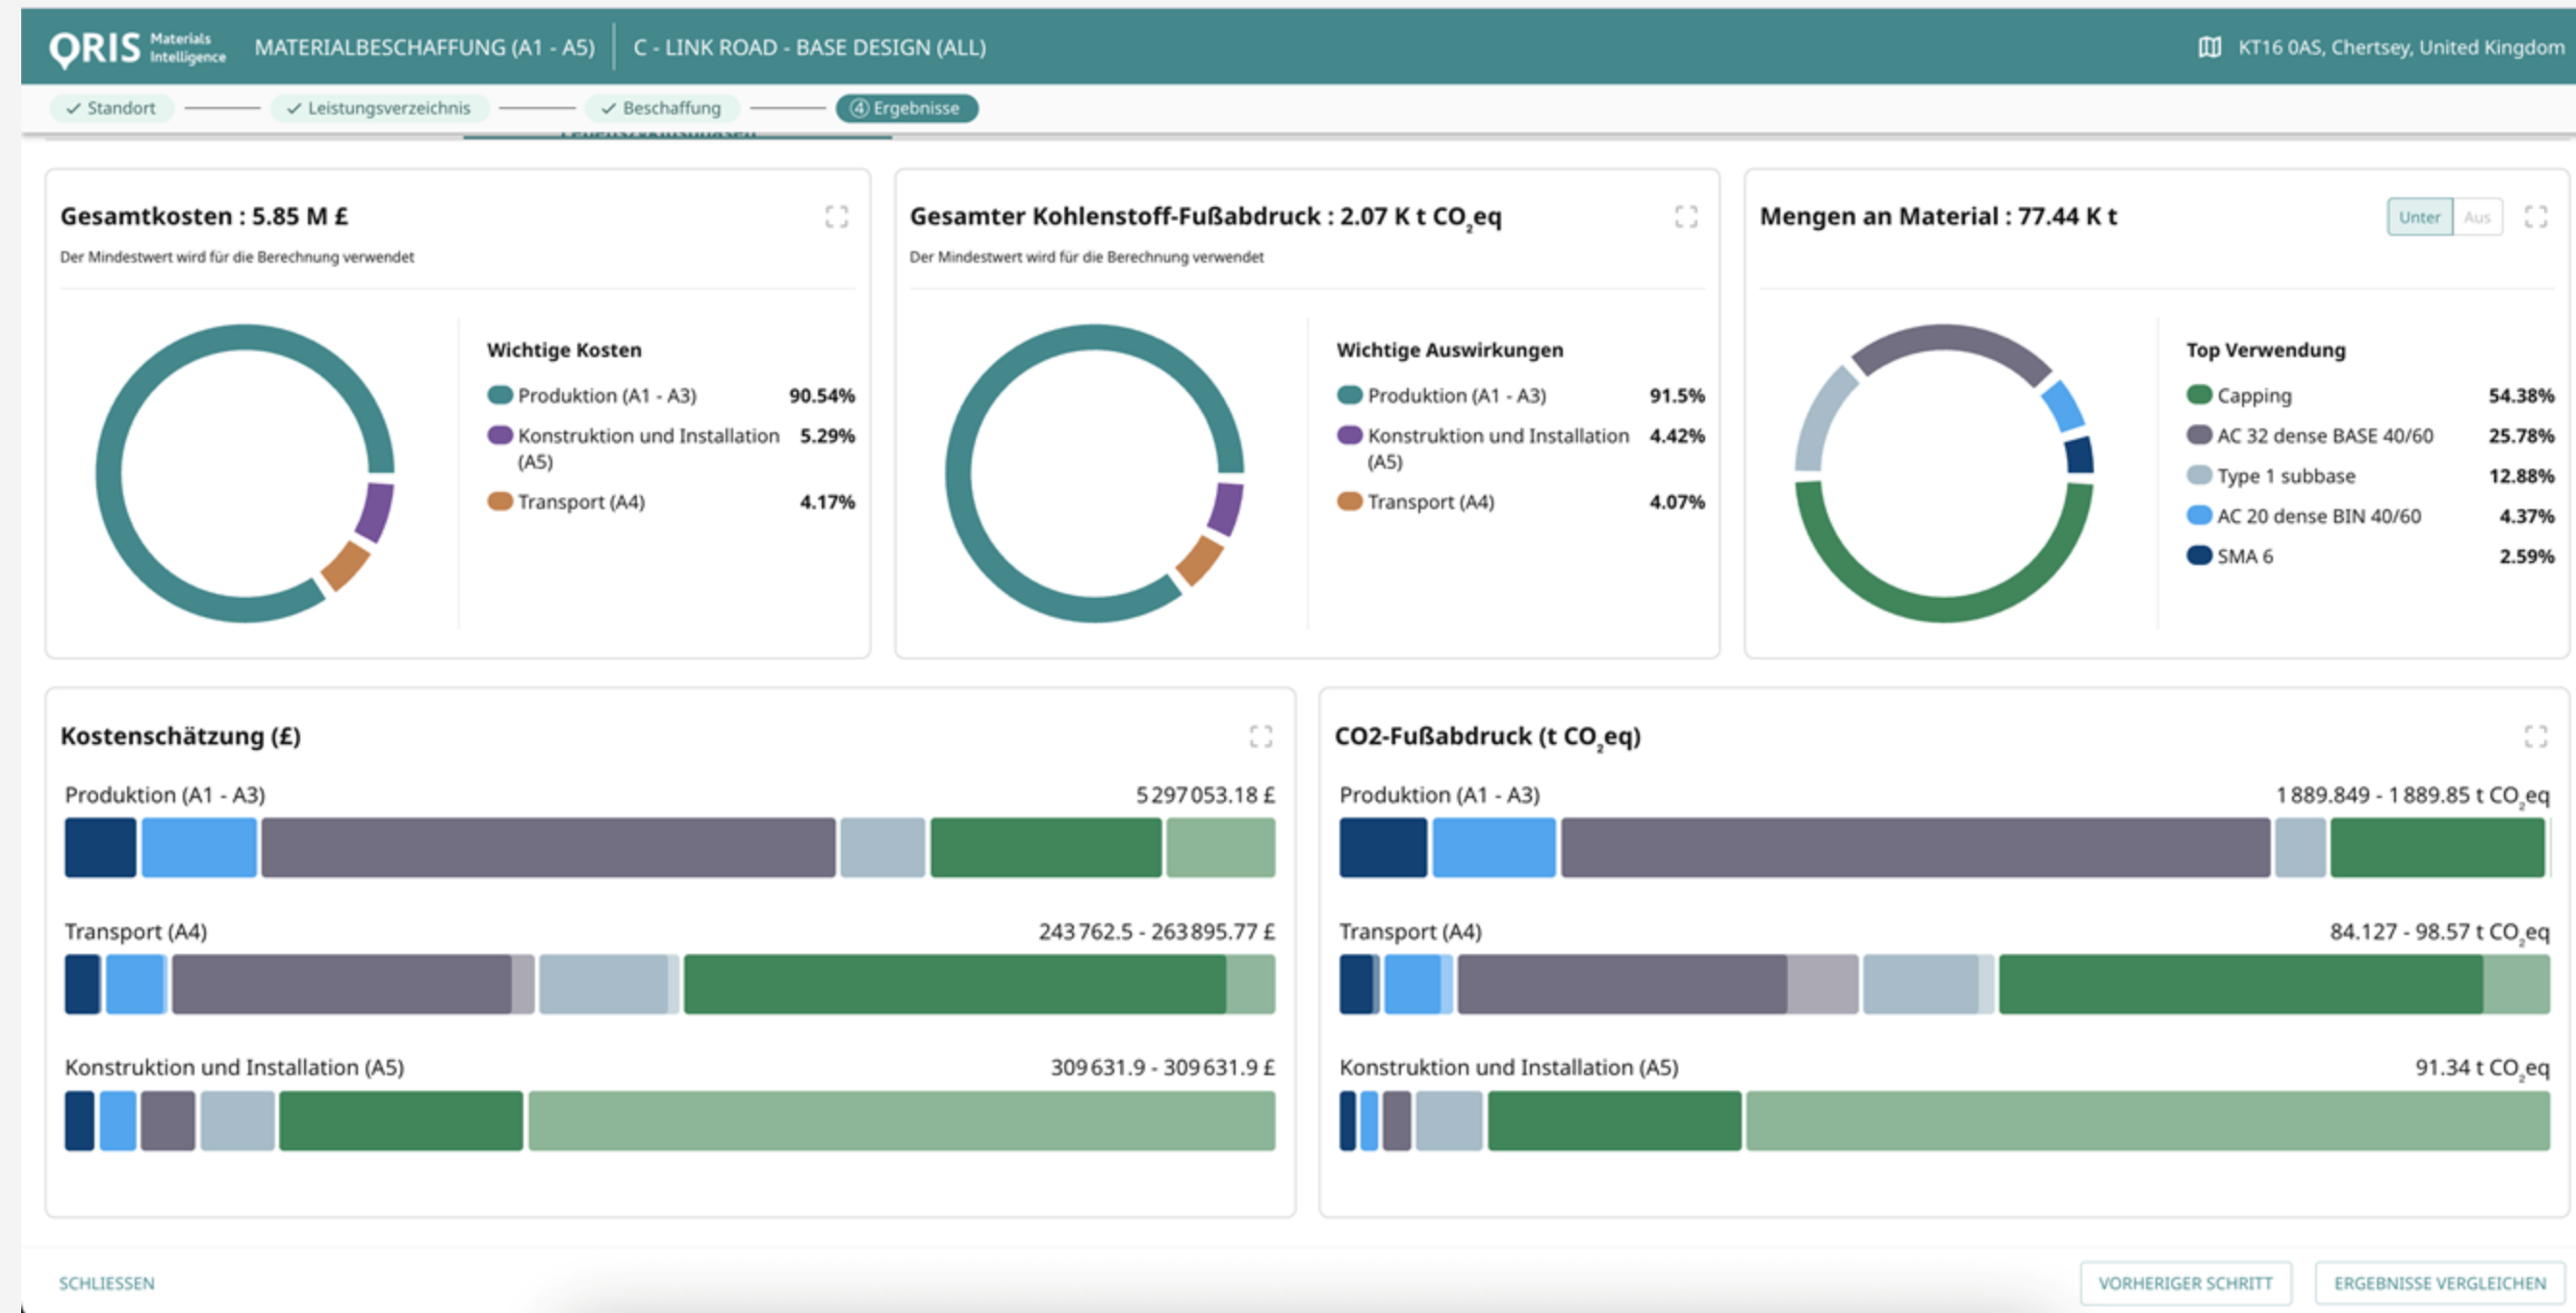 ORIS Materials Intelligence MATERIALBESCHAFFUNG (A1 - A5) C - LINK ROAD - BASE DESIGN (ALL) KT16 0AS, Chertsey, United Kingdom
Standort Leistungsverzeichnis Beschaffung 4 Ergebnisse
Lebenszyklusphasen
Gesamtkosten : 5.85 M £
Der Mindestwert wird für die Berechnung verwendet
Wichtige Kosten
Produktion (A1 - A3) 90.54%
Konstruktion und Installation 5.29%
(A5)
Transport (A4) 4.17%
Gesamter Kohlenstoff-Fußabdruck : 2.07 K t CO₂eq
Der Mindestwert wird für die Berechnung verwendet
Wichtige Auswirkungen
Produktion (A1 - A3) 91.5%
Konstruktion und Installation 4.42%
(A5)
Transport (A4) 4.07%
Mengen an Material : 77.44 K t
Unter Aus
Top Verwendung
Capping 54.38%
AC 32 dense BASE 40/60 25.78%
Type 1 subbase 12.88%
AC 20 dense BIN 40/60 4.37%
SMA 6 2.59%
Kostenschätzung (£)
Produktion (A1 - A3) 5 297 053.18 £
Transport (A4) 243 762.5 - 263 895.77 £
Konstruktion und Installation (A5) 309 631.9 - 309 631.9 £
CO2-Fußabdruck (t CO₂eq)
Produktion (A1 - A3) 1 889.849 - 1 889.85 t CO₂eq
Transport (A4) 84.127 - 98.57 t CO₂eq
Konstruktion und Installation (A5) 91.34 t CO₂eq
SCHLIESSEN VORHERIGER SCHRITT ERGEBNISSE VERGLEICHEN